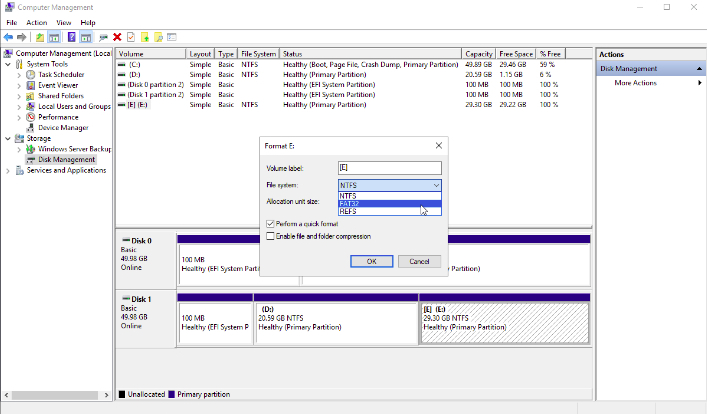 Computer Management
File Action View Help
Computer Management (Local
System Tools
Task Scheduler
Event Viewer
Shared Folders
Local Users and Groups
Performance
Device Manager
Storage
Windows Server Backup
Disk Management
Services and Applications
Volume Layout Type File System Status Capacity Free Space % Free
(C:) Simple Basic NTFS Healthy (Boot, Page File, Crash Dump, Primary Partition) 49.89 GB 29.46 GB 59 %
(D:) Simple Basic NTFS Healthy (Primary Partition) 20.59 GB 1.15 GB 6 %
(Disk 0 partition 2) Simple Basic Healthy (EFI System Partition) 100 MB 100 MB 100 %
(Disk 1 partition 2) Simple Basic Healthy (EFI System Partition) 100 MB 100 MB 100 %
[E] (E:) Simple Basic NTFS Healthy (Primary Partition) 29.30 GB 29.22 GB 100 %
Actions
Disk Management
More Actions
Format E:
Volume label: [E]
File system: NTFS
NTFS
FAT32
REFS
Allocation unit size:
Perform a quick format
Enable file and folder compression
OK Cancel
Disk 0
Basic
49.98 GB
Online
100 MB
Healthy (EFI System Parti
y Partition)
Disk 1
Basic
49.98 GB
Online
100 MB
Healthy (EFI System P
(D:)
20.59 GB NTFS
Healthy (Primary Partition)
[E] (E:)
29.30 GB NTFS
Healthy (Primary Partition)
Unallocated Primary partition